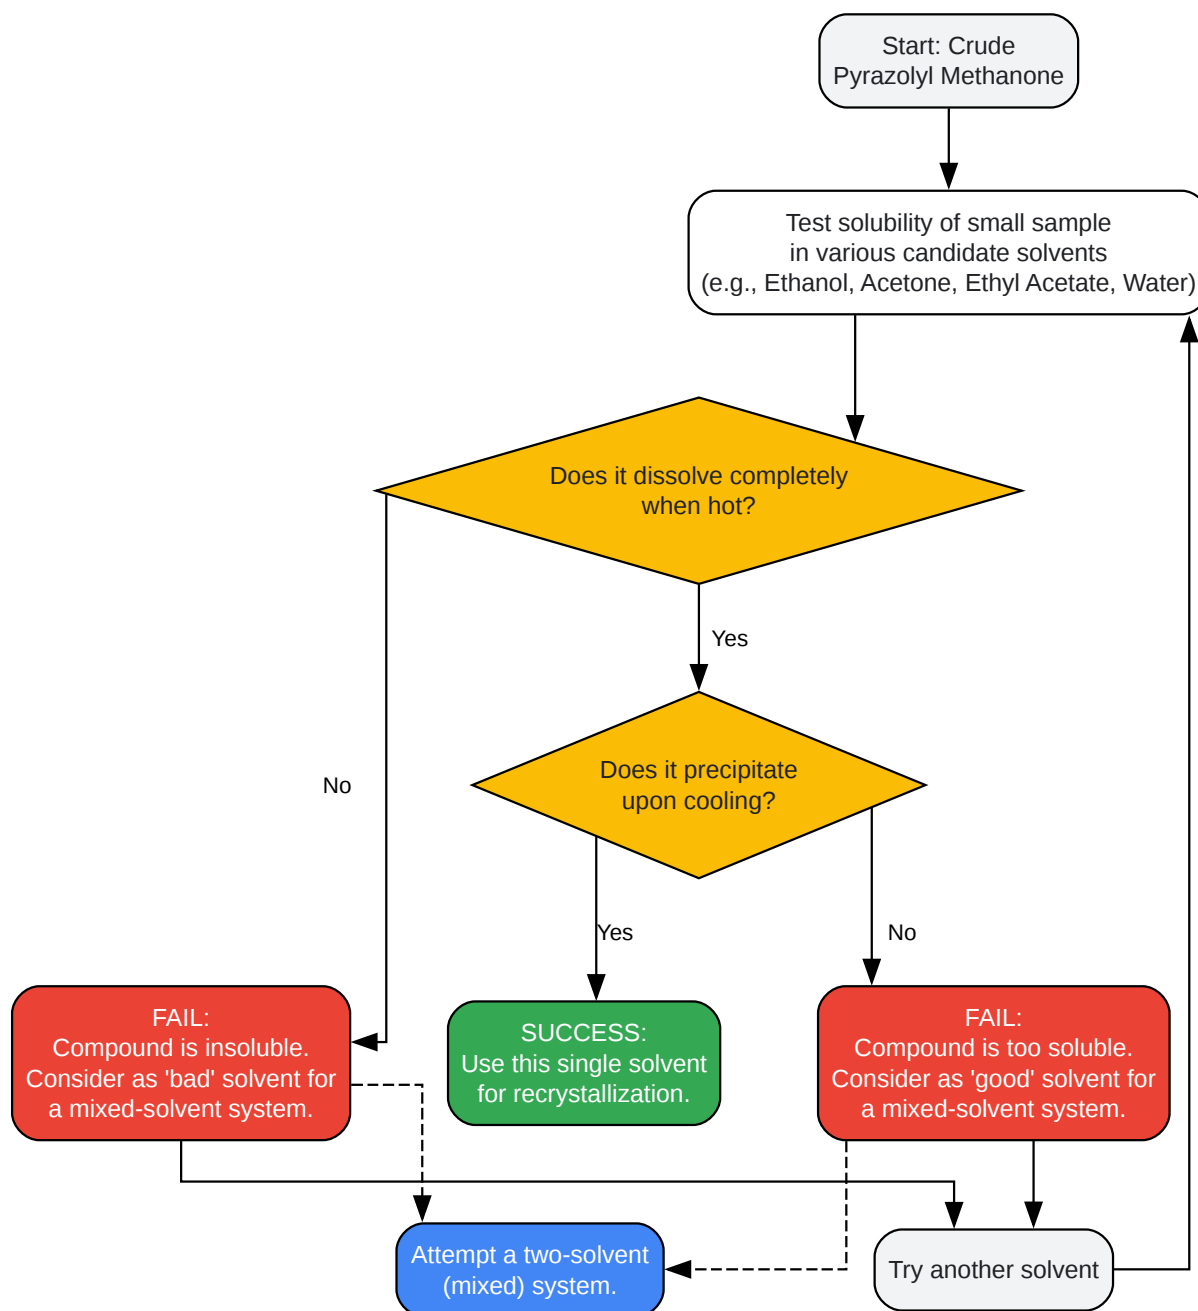 Start: Crude
Pyrazolyl Methanone
Test solubility of small sample
in various candidate solvents
(e.g., Ethanol, Acetone, Ethyl Acetate, Water)
Does it dissolve completely
when hot?
Yes
No
Does it precipitate
upon cooling?
Yes
No
FAIL:
Compound is insoluble.
Consider as 'bad' solvent for
a mixed-solvent system.
SUCCESS:
Use this single solvent
for recrystallization.
FAIL:
Compound is too soluble.
Consider as 'good' solvent for
a mixed-solvent system.
Attempt a two-solvent
(mixed) system.
Try another solvent